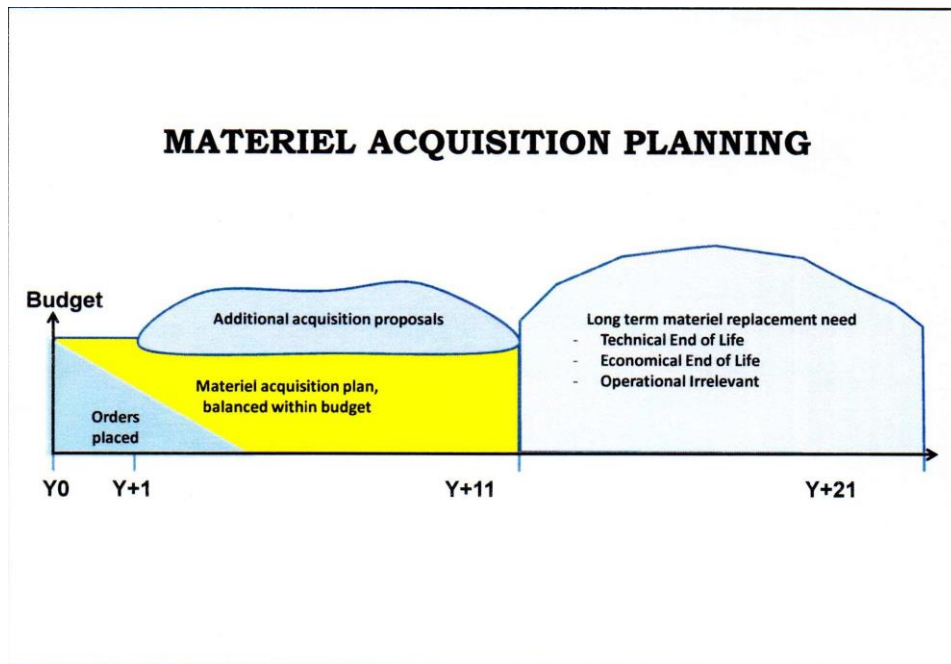 MATERIEL ACQUISITION PLANNING
Budget
Additional acquisition proposals
Materiel acquisition plan,
balanced within budget
Orders
placed
Long term materiel replacement need
- Technical End of Life
- Economical End of Life
- Operational Irrelevant
Y0
Y+1
Y+11
Y+21